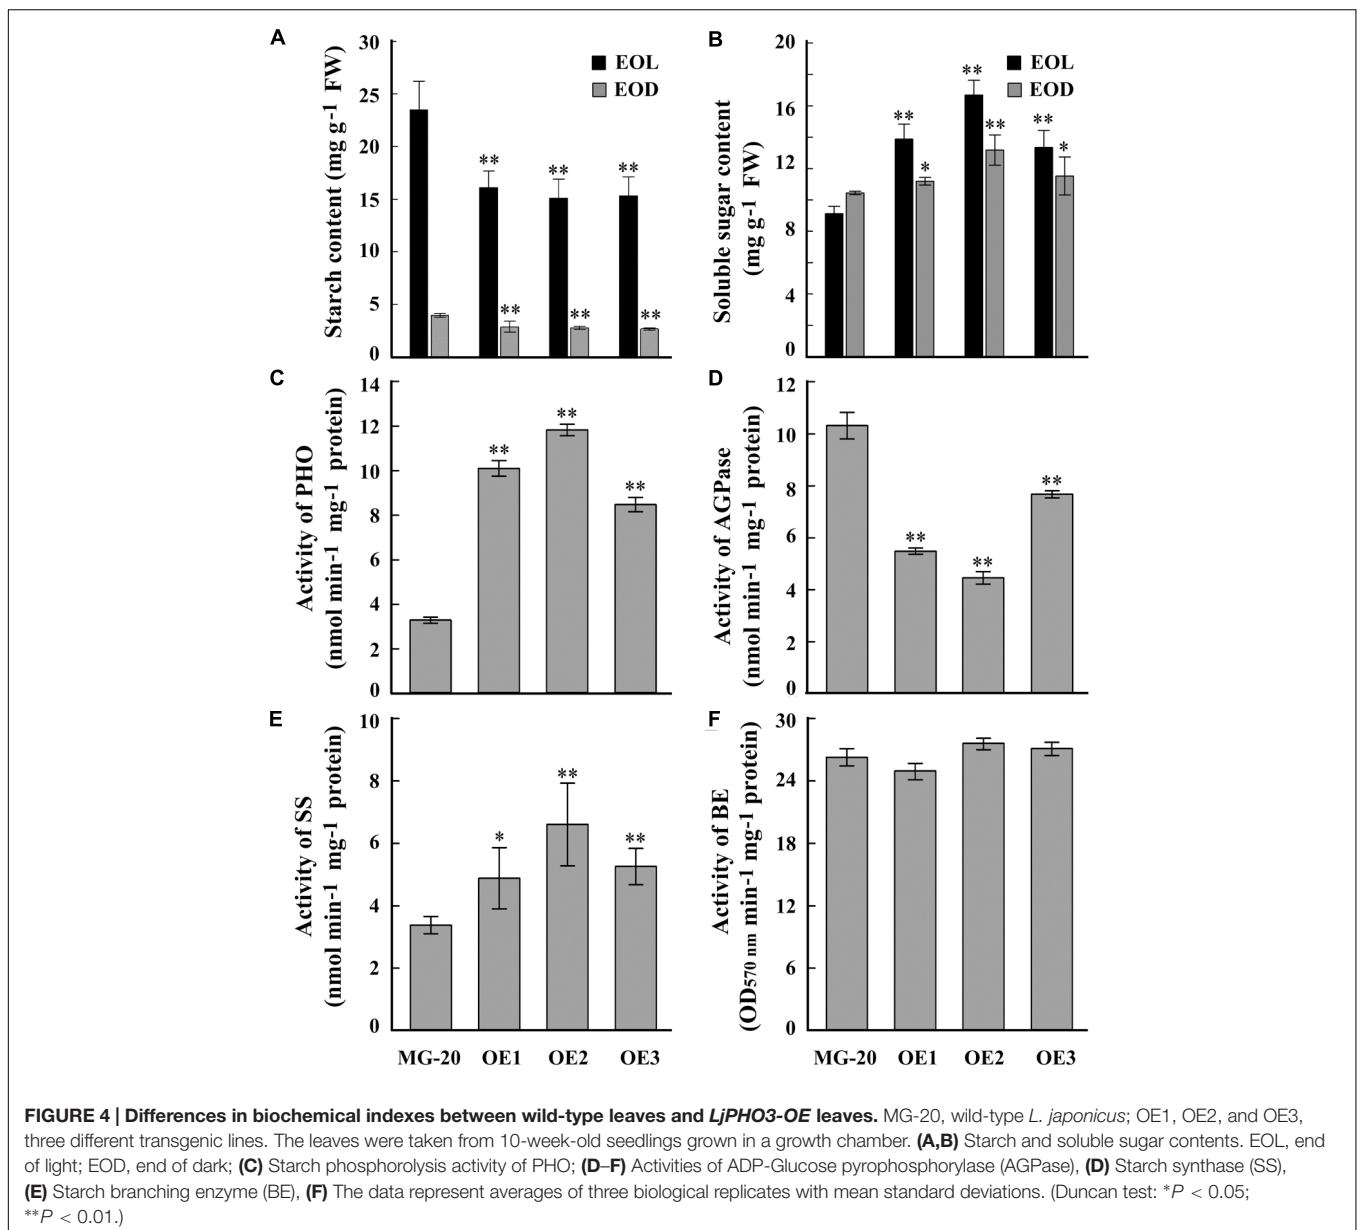 A
B
30
25
20
15
10
5
0
Starch content (mg g-1 FW)
EOL
EOD
**
**
**
**
**
**
20
16
12
8
4
0
Soluble sugar content
(mg g-1 FW)
EOL
EOD
**
*
**
**
**
*
C
D
14
12
10
8
6
4
2
0
Activity of PHO
(nmol min-1 mg-1 protein)
**
**
**
12
10
8
6
4
2
0
Activity of AGPase
(nmol min-1 mg-1 protein)
**
**
**
E
F
10
8
6
4
2
0
Activity of SS
(nmol min-1 mg-1 protein)
*
**
**
MG-20 OE1 OE2 OE3
30
24
18
12
6
0
Activity of BE
(OD570 nm min-1 mg-1 protein)
MG-20 OE1 OE2 OE3
FIGURE 4 | Differences in biochemical indexes between wild-type leaves and LjPHO3-OE leaves. MG-20, wild-type L. japonicus; OE1, OE2, and OE3,
three different transgenic lines. The leaves were taken from 10-week-old seedlings grown in a growth chamber. (A,B) Starch and soluble sugar contents. EOL, end
of light; EOD, end of dark; (C) Starch phosphorolysis activity of PHO; (D–F) Activities of ADP-Glucose pyrophosphorylase (AGPase), (D) Starch synthase (SS),
(E) Starch branching enzyme (BE), (F) The data represent averages of three biological replicates with mean standard deviations. (Duncan test: *P < 0.05;
**P < 0.01.)